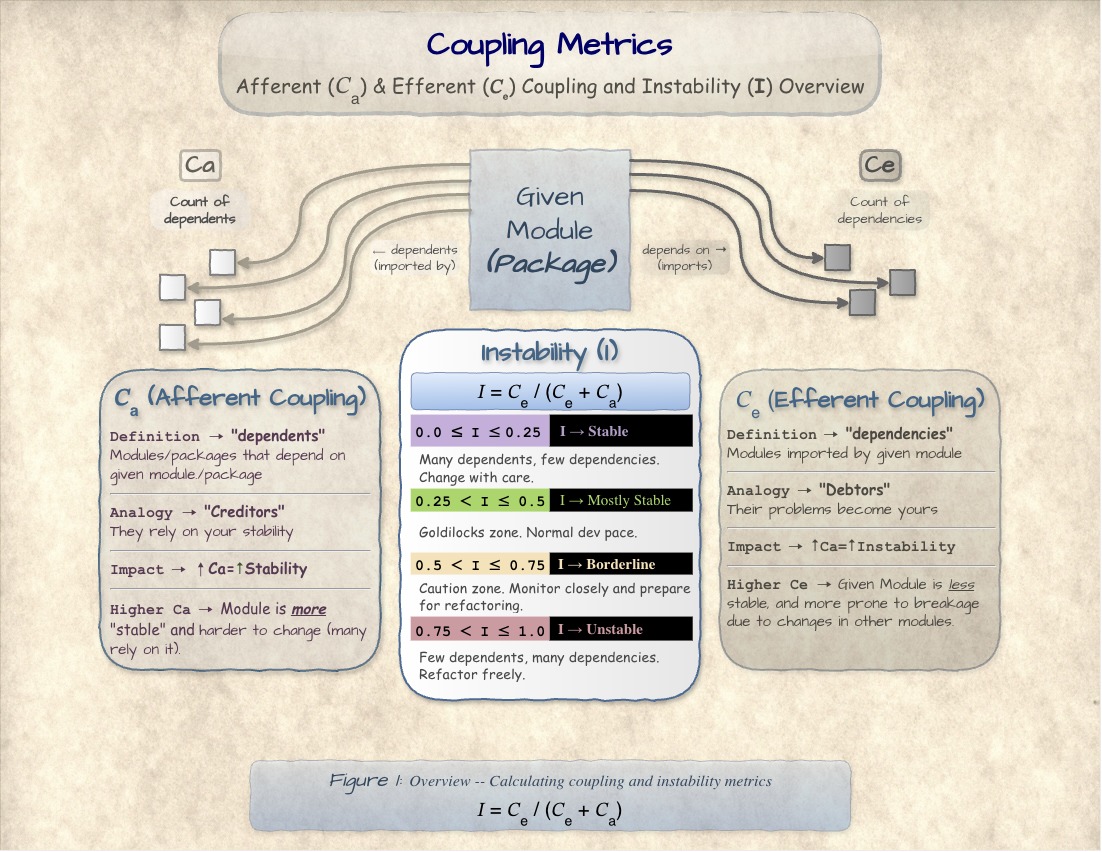 Coupling Metrics
Afferent (Ca) & Efferent (Ce) Coupling and Instability (I) Overview
Ca
Count of
dependents
Given
Module
(Package)
Ce
Count of
dependencies
← dependents
(imported by)
depends on →
(imports)
Ca (Afferent Coupling)
Definition → "dependents"
Modules/packages that depend on
given module./package
Analogy → "Creditors"
They rely on your stability
Impact → ↑Ca=↑Stability
Higher Ca → Module is more
"stable" and harder to change (many
rely on it).
Instability (I)
I = Ce / (Ce + Ca)
0.0 ≤ I ≤0.25 I → Stable
Many dependents, few dependencies.
Change with care.
0.25 < I ≤ 0.5 I → Mostly Stable
Goldilocks zone. Normal dev pace.
0.5 < I ≤ 0.75 I → Borderline
Caution zone. Monitor closely and prepare
for refactoring.
0.75 < I ≤ 1.0 I → Unstable
Few dependents, many dependencies.
Refactor freely.
Ce (Efferent Coupling)
Definition → "dependencies"
Modules imported by given module
Analogy → "Debtors"
Their problems become yours
Impact → ↑Ca=↑Instability
Higher Ce → Given Module is less
stable, and more prone to breakage
due to changes in other modules.
Figure 1: Overview -- Calculating coupling and instability metrics
I = Ce / (Ce + Ca)